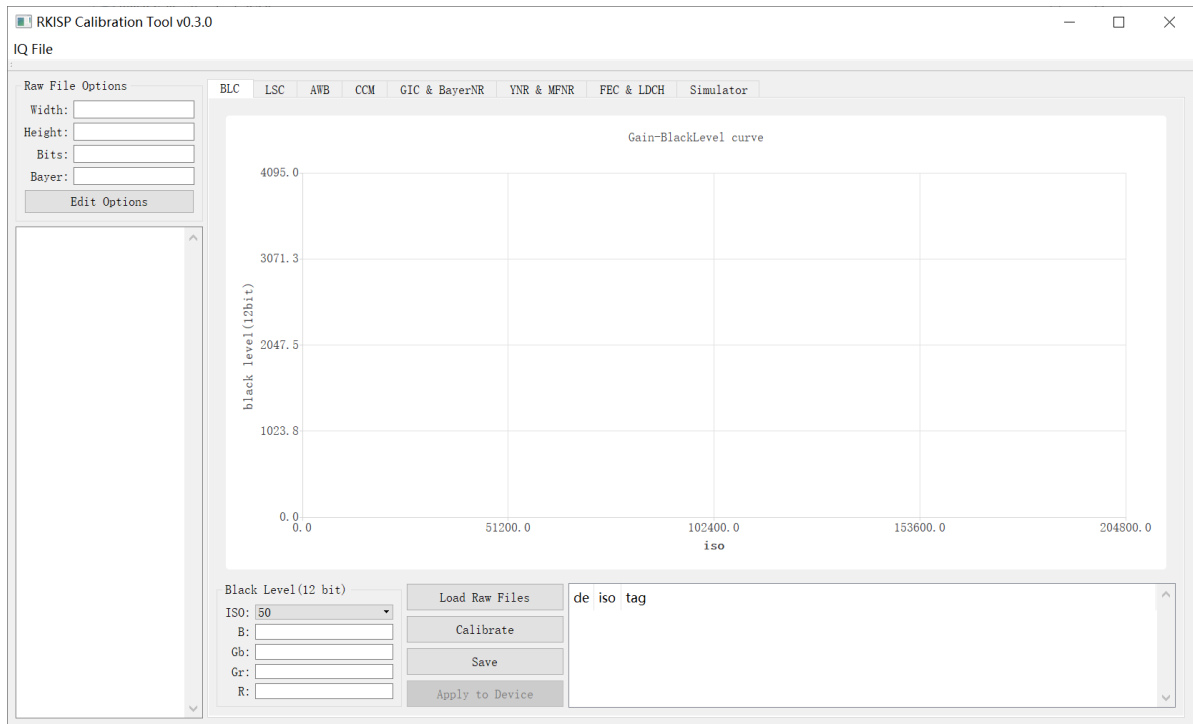 RKISP Calibration Tool v0.3.0
IQ File
Raw File Options
Width:
Height:
Bits:
Bayer:
Edit Options
BLC LSC AWB CCM GIC & BayerNR YNR & MFNR FEC & LDCH Simulator
Gain-BlackLevel curve
4095.0
3071.3
2047.5
1023.8
0.0
black level(12bit)
0.0 51200.0 102400.0 153600.0 204800.0
iso
Black Level(12 bit)
ISO: 50
B:
Gb:
Gr:
R:
Load Raw Files
Calibrate
Save
Apply to Device
de iso tag